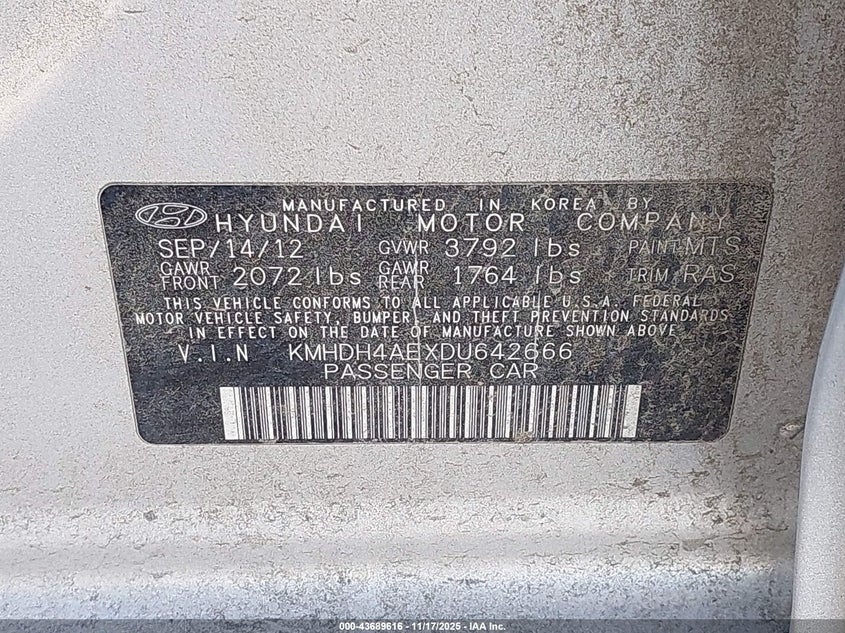 MANUFACTURED IN KOREA BY
HYUNDAI MOTOR COMPANY
SEP/14/12 GVWR 3792 lbs PAINT MTS
GAWR FRONT 2072 lbs GAWR REAR 1764 lbs TRIM RAS
THIS VEHICLE CONFORMS TO ALL APPLICABLE U.S.A. FEDERAL
MOTOR VEHICLE SAFETY, BUMPER, AND THEFT PREVENTION STANDARDS
IN EFFECT ON THE DATE OF MANUFACTURE SHOWN ABOVE
V.I.N KMHDH4AEXDU642666
PASSENGER CAR
000-43689616 - 11/17/2025 - IAA Inc.